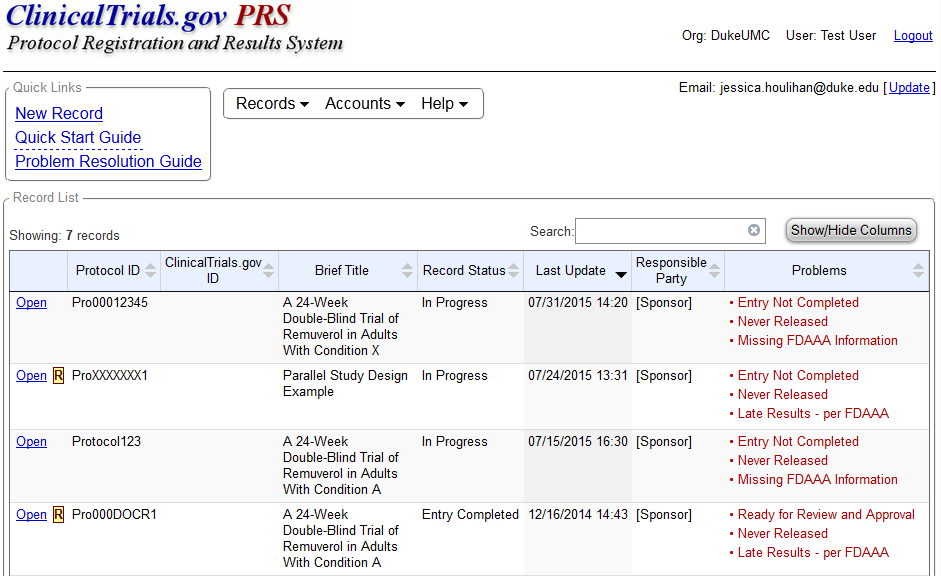 ClinicalTrials.gov PRS
Protocol Registration and Results System
Org: DukeUMC User: Test User Logout
Email: jessica.houlihan@duke.edu [Update]
Quick Links
New Record
Quick Start Guide
Problem Resolution Guide
Records Accounts Help
Record List
Showing: 7 records
Search:
Show/Hide Columns
Protocol ID
ClinicalTrials.gov
ID
Brief Title
Record Status
Last Update
Responsible
Party
Problems
Open
Pro00012345
A 24-Week
Double-Blind Trial of
Remuverol in Adults
With Condition X
In Progress
07/31/2015 14:20
[Sponsor]
• Entry Not Completed
• Never Released
• Missing FDAAA Information
Open R
ProXXXXXXX1
Parallel Study Design
Example
In Progress
07/24/2015 13:31
[Sponsor]
• Entry Not Completed
• Never Released
• Late Results - per FDAAA
Open
Protocol123
A 24-Week
Double-Blind Trial of
Remuverol in Adults
With Condition A
In Progress
07/15/2015 16:30
[Sponsor]
• Entry Not Completed
• Never Released
• Missing FDAAA Information
Open R
Pro000DOCR1
A 24-Week
Double-Blind Trial of
Remuverol in Adults
With Condition A
Entry Completed
12/16/2014 14:43
[Sponsor]
• Ready for Review and Approval
• Never Released
• Late Results - per FDAAA